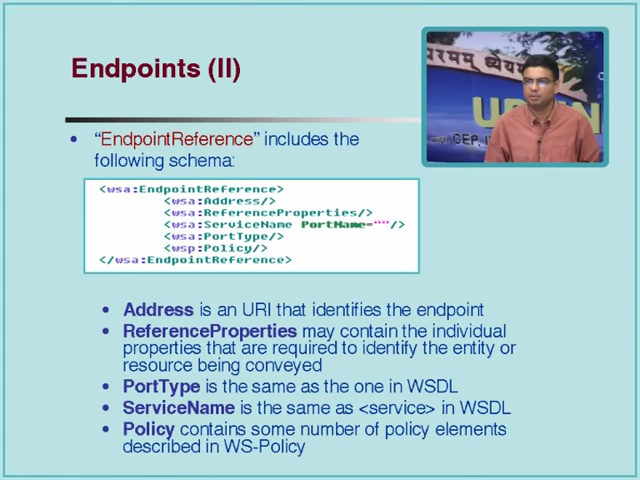 Endpoints (II)
रमम् ध्येयम
CEP, I
• “EndpointReference” includes the
following schema:
<wsa:EndpointReference>
<wsa:Address/>
<wsa:ReferenceProperties/>
<wsa:ServiceName PortName=""/>
<wsa:PortType/>
<wsp:Policy/>
</wsa:EndpointReference>
• Address is an URI that identifies the endpoint
• ReferenceProperties may contain the individual
properties that are required to identify the entity or
resource being conveyed
• PortType is the same as the one in WSDL
• ServiceName is the same as <service> in WSDL
• Policy contains some number of policy elements
described in WS-Policy